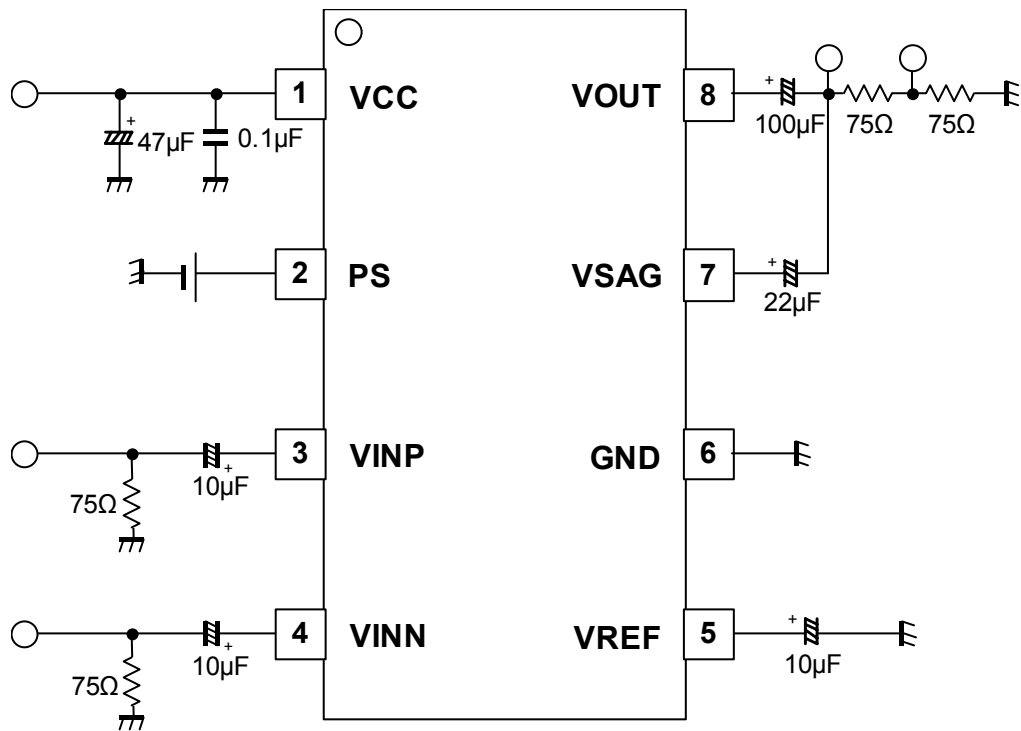 1 VCC VOUT 8
+ 100µF 75Ω 75Ω
+ 47µF 0.1µF
2 PS VSAG 7
+ 22µF
3 VINP GND 6
10µF +
75Ω
4 VINN VREF 5
10µF + + 10µF
75Ω